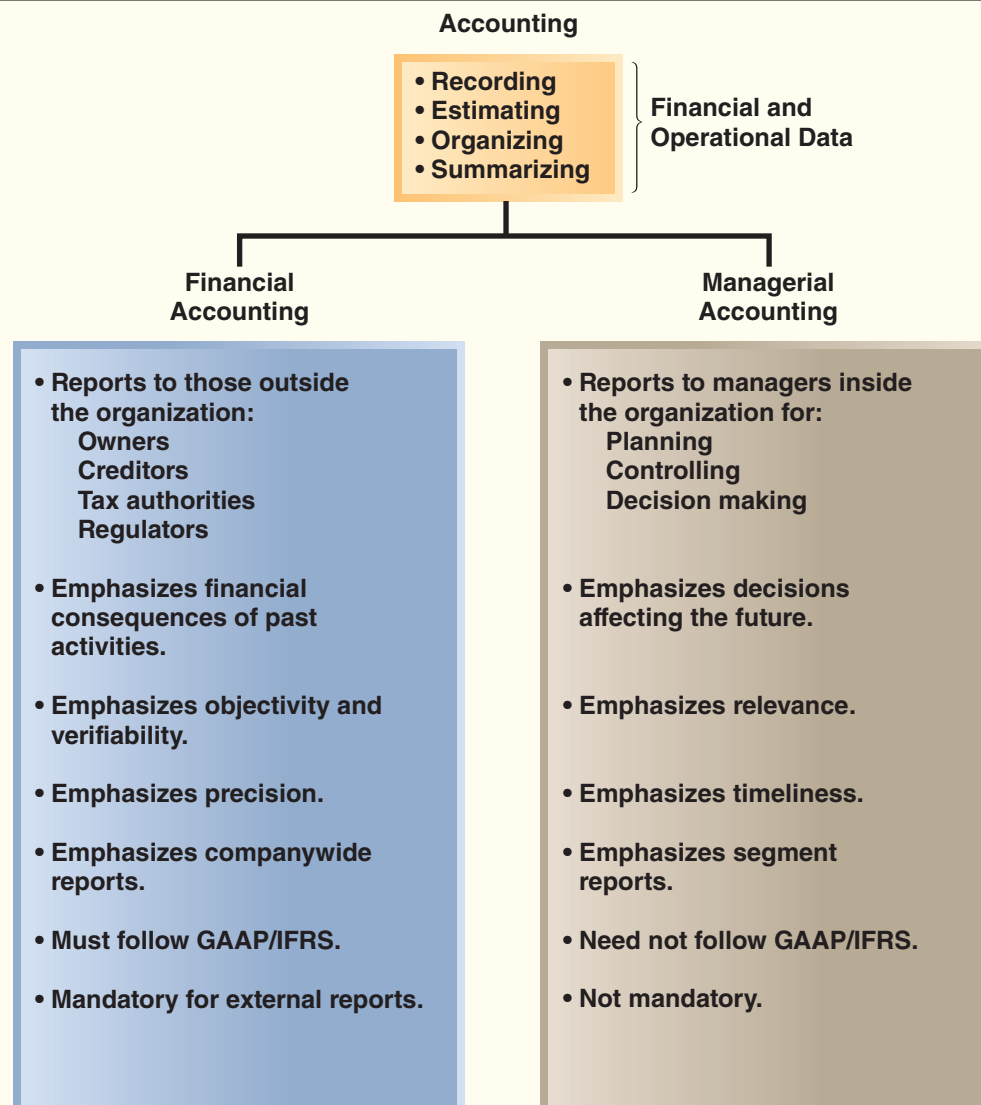 Accounting
• Recording
• Estimating
• Organizing
• Summarizing
Financial and
Operational Data
Financial
Accounting
• Reports to those outside
the organization:
Owners
Creditors
Tax authorities
Regulators
• Emphasizes financial
consequences of past
activities.
• Emphasizes objectivity and
verifiability.
• Emphasizes precision.
• Emphasizes companywide
reports.
• Must follow GAAP/IFRS.
• Mandatory for external reports.
Managerial
Accounting
• Reports to managers inside
the organization for:
Planning
Controlling
Decision making
• Emphasizes decisions
affecting the future.
• Emphasizes relevance.
• Emphasizes timeliness.
• Emphasizes segment
reports.
• Need not follow GAAP/IFRS.
• Not mandatory.